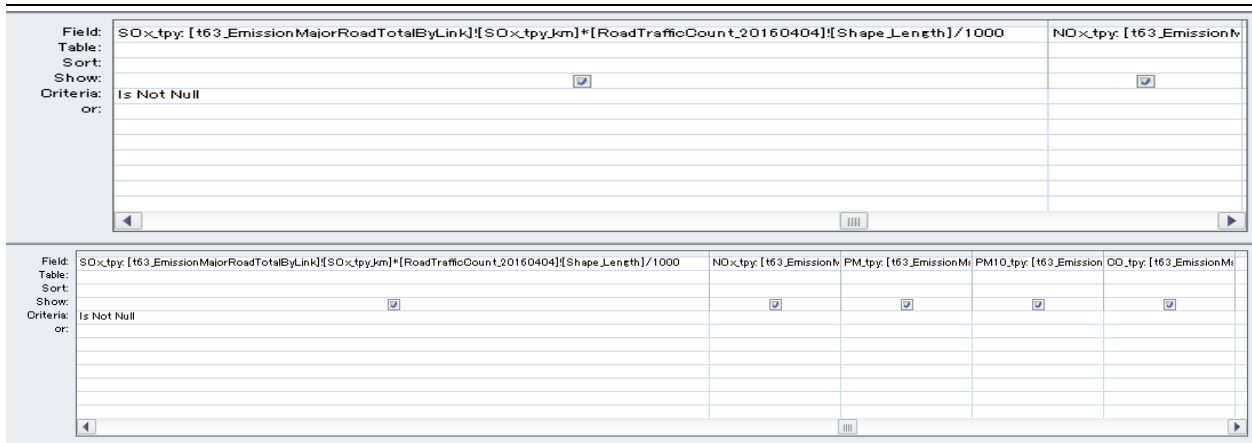 Field: SOx_tpy: [t63_EmissionMajorRoadTotalByLink]![SOx_tpy_km]*[RoadTrafficCount_20160404]![Shape_Length]/1000 NOx_tpy: [t63_EmissionM
Table:
Sort:
Show:
Criteria: Is Not Null
or:
Field: SOx_tpy: [t63_EmissionMajorRoadTotalByLink]![SOx_tpy_km]*[RoadTrafficCount_20160404]![Shape_Length]/1000 NOx_tpy: [t63_EmissionM PM_tpy: [t63_EmissionMa PM10_tpy: [t63_Emission CO_tpy: [t63_EmissionMa
Table:
Sort:
Show:
Criteria: Is Not Null
or: